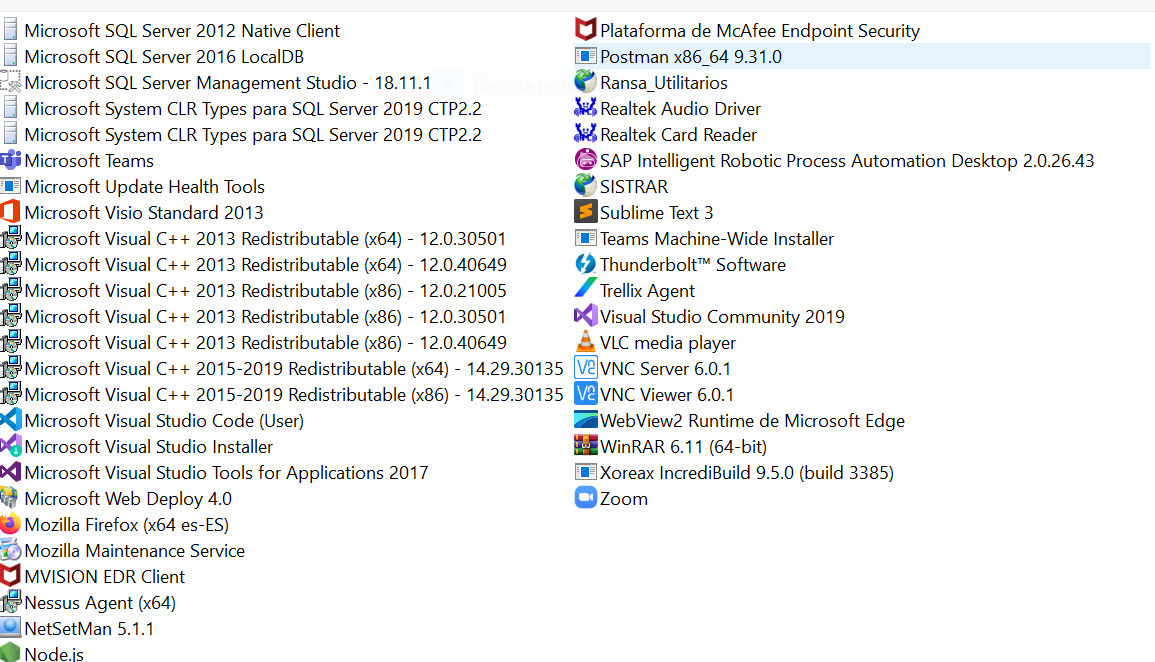 Microsoft SQL Server 2012 Native Client
Microsoft SQL Server 2016 LocalDB
Microsoft SQL Server Management Studio - 18.11.1
Microsoft System CLR Types para SQL Server 2019 CTP2.2
Microsoft System CLR Types para SQL Server 2019 CTP2.2
Microsoft Teams
Microsoft Update Health Tools
Microsoft Visio Standard 2013
Microsoft Visual C++ 2013 Redistributable (x64) - 12.0.30501
Microsoft Visual C++ 2013 Redistributable (x64) - 12.0.40649
Microsoft Visual C++ 2013 Redistributable (x86) - 12.0.21005
Microsoft Visual C++ 2013 Redistributable (x86) - 12.0.30501
Microsoft Visual C++ 2013 Redistributable (x86) - 12.0.40649
Microsoft Visual C++ 2015-2019 Redistributable (x64) - 14.29.30135
Microsoft Visual C++ 2015-2019 Redistributable (x86) - 14.29.30135
Microsoft Visual Studio Code (User)
Microsoft Visual Studio Installer
Microsoft Visual Studio Tools for Applications 2017
Microsoft Web Deploy 4.0
Mozilla Firefox (x64 es-ES)
Mozilla Maintenance Service
MVISION EDR Client
Nessus Agent (x64)
NetSetMan 5.1.1
Node.js
Plataforma de McAfee Endpoint Security
Postman x86_64 9.31.0
Ransa_Utilitarios
Realtek Audio Driver
Realtek Card Reader
SAP Intelligent Robotic Process Automation Desktop 2.0.26.43
SISTRAR
Sublime Text 3
Teams Machine-Wide Installer
Thunderbolt™ Software
Trellix Agent
Visual Studio Community 2019
VLC media player
VNC Server 6.0.1
VNC Viewer 6.0.1
WebView2 Runtime de Microsoft Edge
WinRAR 6.11 (64-bit)
Xoreax IncrediBuild 9.5.0 (build 3385)
Zoom